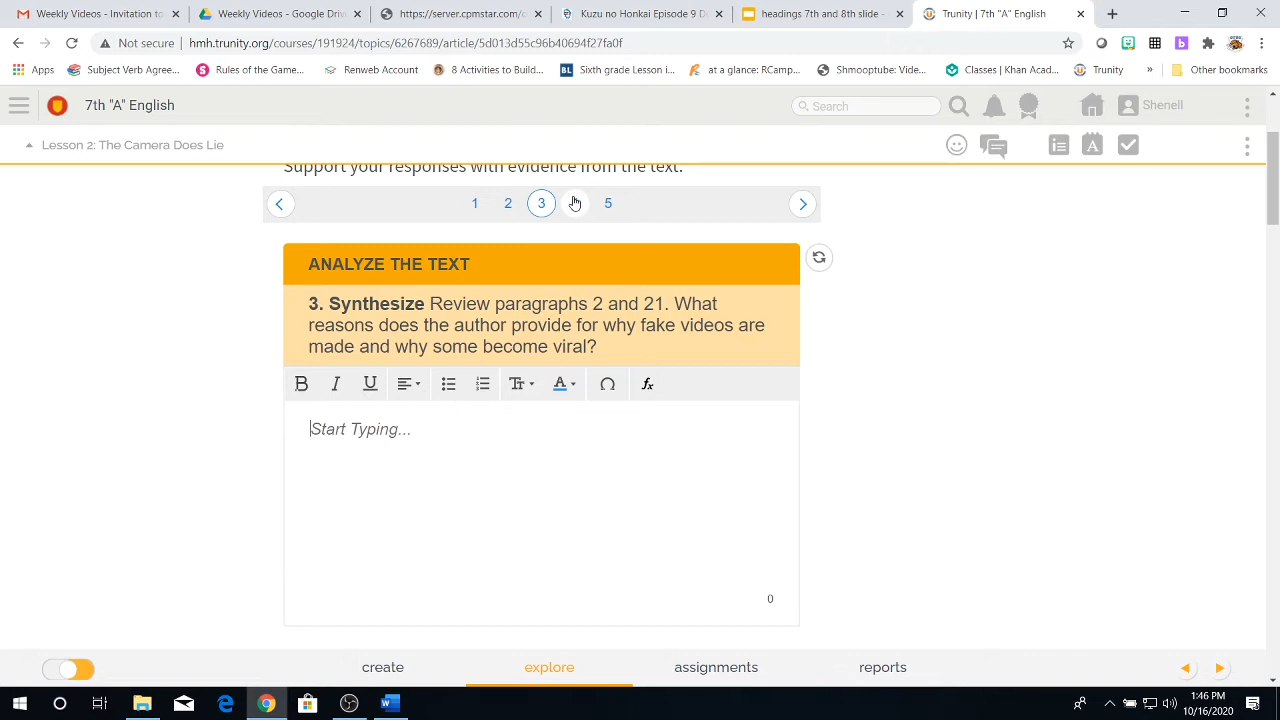 Weekly Videos - Invitation to
Weekly Videos - Google Driv
https://server.cpmstar.com/c
Kuzu no Honkai Episode 9 D
headings 7th and 8th slide -
Trunity | 7th "A" English
Not secure
hmh.trunity.org/courses/191924/topics/626763/9/article/5d013d55c96b40694f27fa0f
Apps
Subject Verb Agree...
Rules of the Game...
Renweb Account
8 Activities to Build...
Sixth grade Lesson i...
at a glance: RCamp...
Shmooptube: Vide...
Classes | Khan Acad...
Trunity
»
Other bookmarks
7th "A" English
Search
Shenell
Lesson 2: The Camera Does Lie
Support your responses with evidence from the text.
1 2 3 5
ANALYZE THE TEXT
3. Synthesize Review paragraphs 2 and 21. What
reasons does the author provide for why fake videos are
made and why some become viral?
Start Typing...
0
create
explore
assignments
reports
1:46 PM
10/16/2020